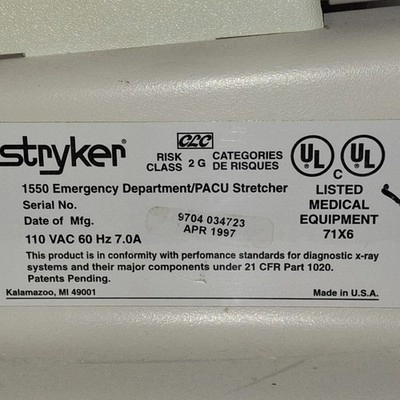 stryker
CLC
RISK CATEGORIES
CLASS 2 G DE RISQUES
UL UL
C
LISTED
MEDICAL
EQUIPMENT
71X6
1550 Emergency Department/PACU Stretcher
Serial No. 9704 034723
Date of Mfg. APR 1997
110 VAC 60 Hz 7.0A
This product is in conformity with perfomance standards for diagnostic x-ray
systems and their major components under 21 CFR Part 1020.
Patents Pending.
Kalamazoo, MI 49001
Made in U.S.A.